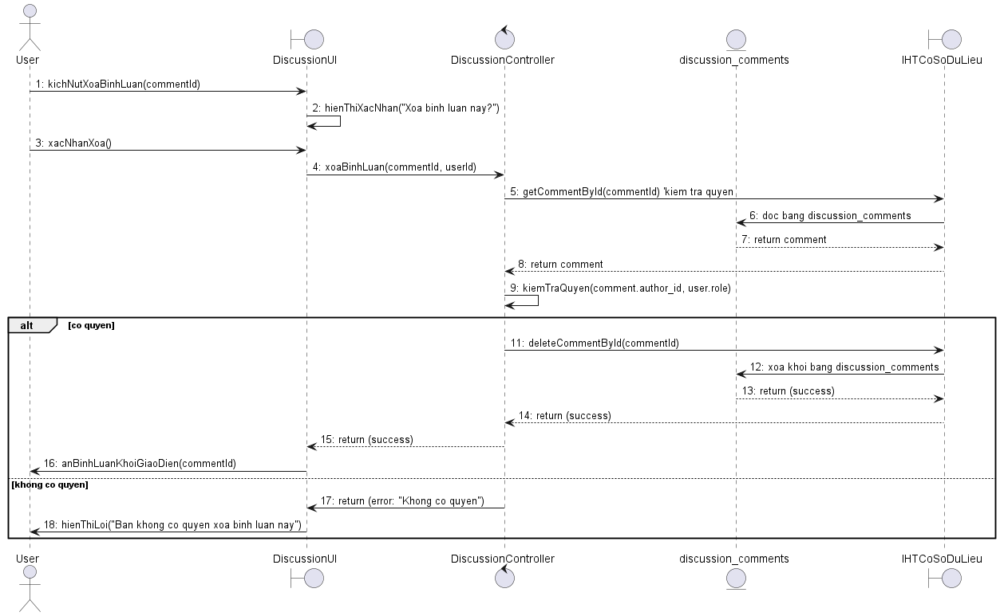 User
DiscussionUI
DiscussionController
discussion_comments
IHTCoSoDuLieu
1: kichNutXoaBinhLuan(commentId)
2: hienThiXacNhan("Xoa binh luan nay?")
3: xacNhanXoa()
4: xoaBinhLuan(commentId, userId)
5: getCommentById(commentId) 'kiem tra quyen
6: doc bang discussion_comments
7: return comment
8: return comment
9: kiemTraQuyen(comment.author_id, user.role)
alt [co quyen]
11: deleteCommentById(commentId)
12: xoa khoi bang discussion_comments
13: return (success)
14: return (success)
15: return (success)
16: anBinhLuanKhoiGiaoDien(commentId)
[khong co quyen]
17: return (error: "Khong co quyen")
18: hienThiLoi("Ban khong co quyen xoa binh luan nay")
User
DiscussionUI
DiscussionController
discussion_comments
IHTCoSoDuLieu